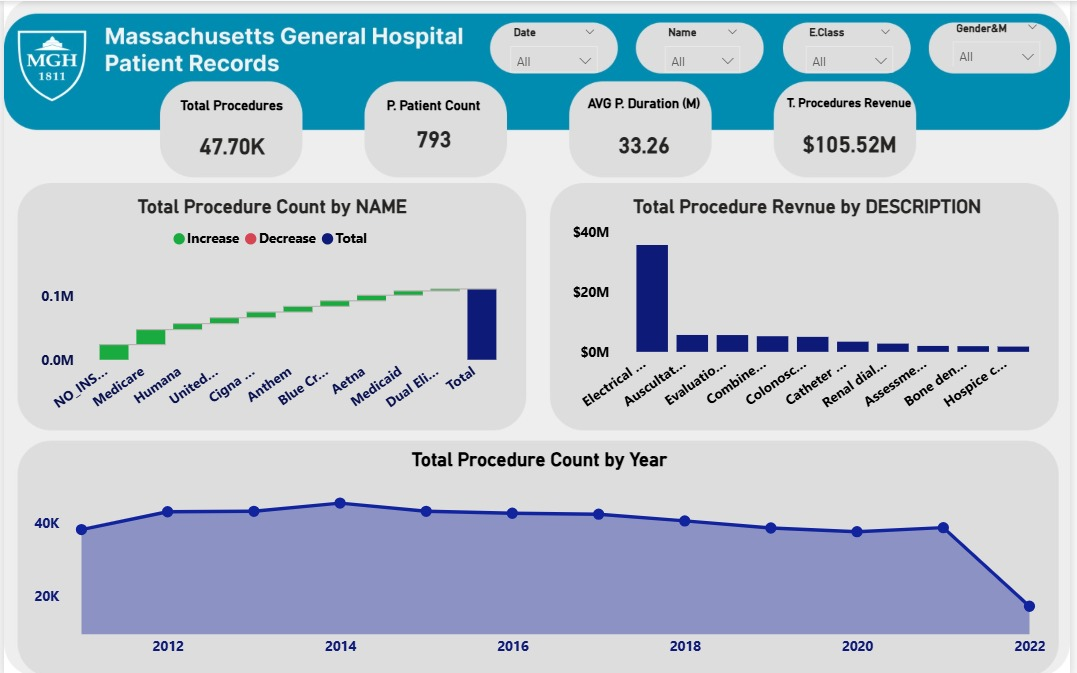 Massachusetts General Hospital
Patient Records
MGH
1811
Date
All
Name
All
E.Class
All
Gender&M
All
Total Procedures
47.70K
P. Patient Count
793
AVG P. Duration (M)
33.26
T. Procedures Revenue
$105.52M
Total Procedure Count by NAME
Increase Decrease Total
0.1M
0.0M
NO_INS...
Medicare
Humana
United...
Cigna ...
Anthem
Blue Cr...
Aetna
Medicaid
Dual Eli...
Total
Total Procedure Revnue by DESCRIPTION
$40M
$20M
$0M
Electrical ...
Auscultat...
Evaluatio...
Combine...
Colonosc...
Catheter ...
Renal dial...
Assessme...
Bone den...
Hospice c...
Total Procedure Count by Year
40K
20K
2012
2014
2016
2018
2020
2022